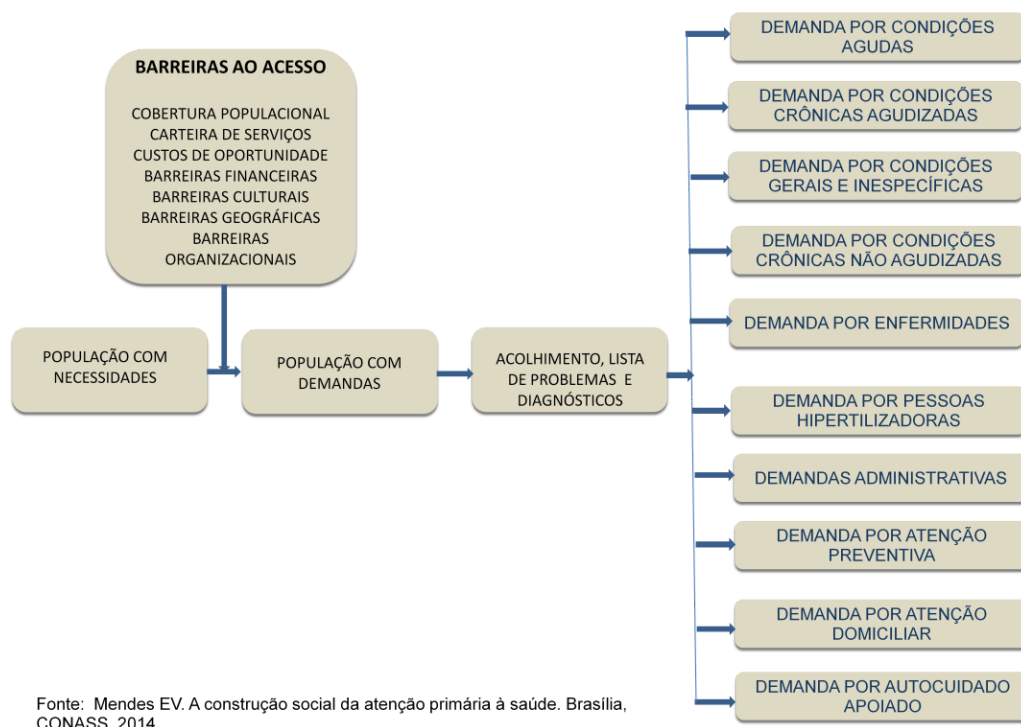 BARREIRAS AO ACESSO
COBERTURA POPULACIONAL
CARTEIRA DE SERVIÇOS
CUSTOS DE OPORTUNIDADE
BARREIRAS FINANCEIRAS
BARREIRAS CULTURAIS
BARREIRAS GEOGRÁFICAS
BARREIRAS
ORGANIZACIONAIS
POPULAÇÃO COM
NECESSIDADES
POPULAÇÃO COM
DEMANDAS
ACOLHIMENTO, LISTA
DE PROBLEMAS E
DIAGNÓSTICOS
DEMANDA POR CONDIÇÕES
AGUDAS
DEMANDA POR CONDIÇÕES
CRÔNICAS AGUDIZADAS
DEMANDA POR CONDIÇÕES
GERAIS E INESPECÍFICAS
DEMANDA POR CONDIÇÕES
CRÔNICAS NÃO AGUDIZADAS
DEMANDA POR ENFERMIDADES
DEMANDA POR PESSOAS
HIPERTILIZADORAS
DEMANDAS ADMINISTRATIVAS
DEMANDA POR ATENÇÃO
PREVENTIVA
DEMANDA POR ATENÇÃO
DOMICILIAR
DEMANDA POR AUTOCUIDADO
APOIADO
Fonte: Mendes EV. A construção social da atenção primária à saúde. Brasília,
CONASS, 2014